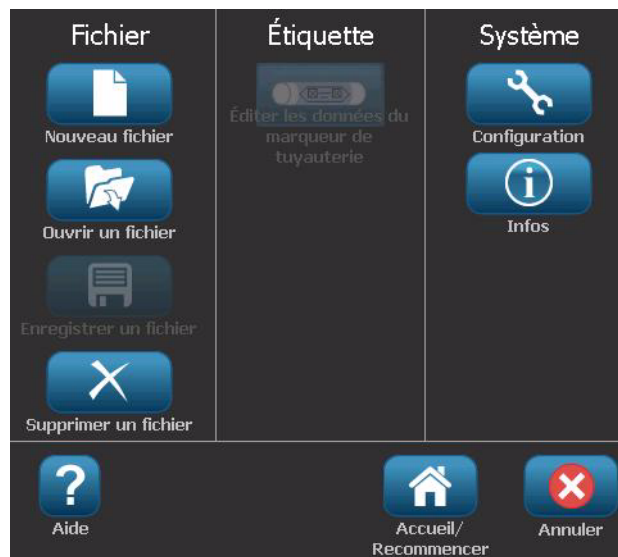 Fichier
Nouveau fichier
Ouvrir un fichier
Enregistrer un fichier
Supprimer un fichier
Étiquette
Éditer les données du
marqueur de
tuyauterie
Système
Configuration
Infos
?
Aide
Accueil/
Recommencer
Annuler